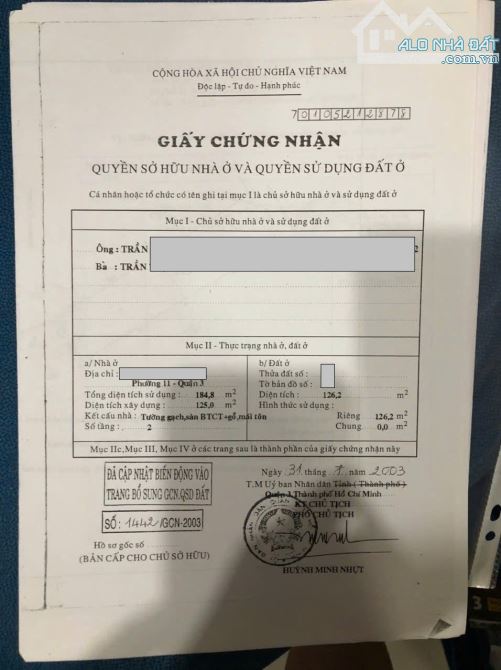 ALO NHÀ ĐẤT
.com.vn
CỘNG HÒA XÃ HỘI CHỦ NGHĨA VIỆT NAM
Độc lập - Tự do - Hạnh phúc
70105212878
GIẤY CHỨNG NHẬN
QUYỀN SỞ HỮU NHÀ Ở VÀ QUYỀN SỬ DỤNG ĐẤT Ở
Cá nhân hoặc tổ chức có tên ghi tại mục I là chủ sở hữu nhà ở và sử dụng đất ở
Mục I - Chủ sở hữu nhà ở và sử dụng đất ở
Ông : TRẦN 2
Bà : TRẦN
Mục II - Thực trạng nhà ở, đất ở
a/ Nhà ở
Địa chỉ :
Phường 11 - Quận 3
Tổng diện tích sử dụng : 184,8 m2
Diện tích xây dựng : 125,0 m2
Kết cấu nhà : Tường gạch,sàn BTCT+gỗ,mái tôn
Số tầng : 2
b/ Đất ở
Thửa đất số :
Tờ bản đồ số :
Diện tích : 126,2 m2
Hình thức sử dụng :
Riêng 126,2 m2
Chung 0,0 m2
Mục IIc, Mục III, Mục IV ở các trang sau là thành phần của giấy chứng nhận này
ĐÃ CẬP NHẬT BIẾN ĐỘNG VÀO
TRANG BỔ SUNG GCN.QSD ĐẤT
SỐ: 1442/GCN-2003
Hồ sơ gốc số
(BẢN CẤP CHO CHỦ SỞ HỮU)
Ngày 31 tháng năm 2003
T.M Ủy ban Nhân dân Tỉnh ( Thành phố )
Quận 3 Thành phố Hồ Chí Minh
KT CHỦ TỊCH
PHÓ CHỦ TỊCH
HUỲNH MINH NHỰT
3